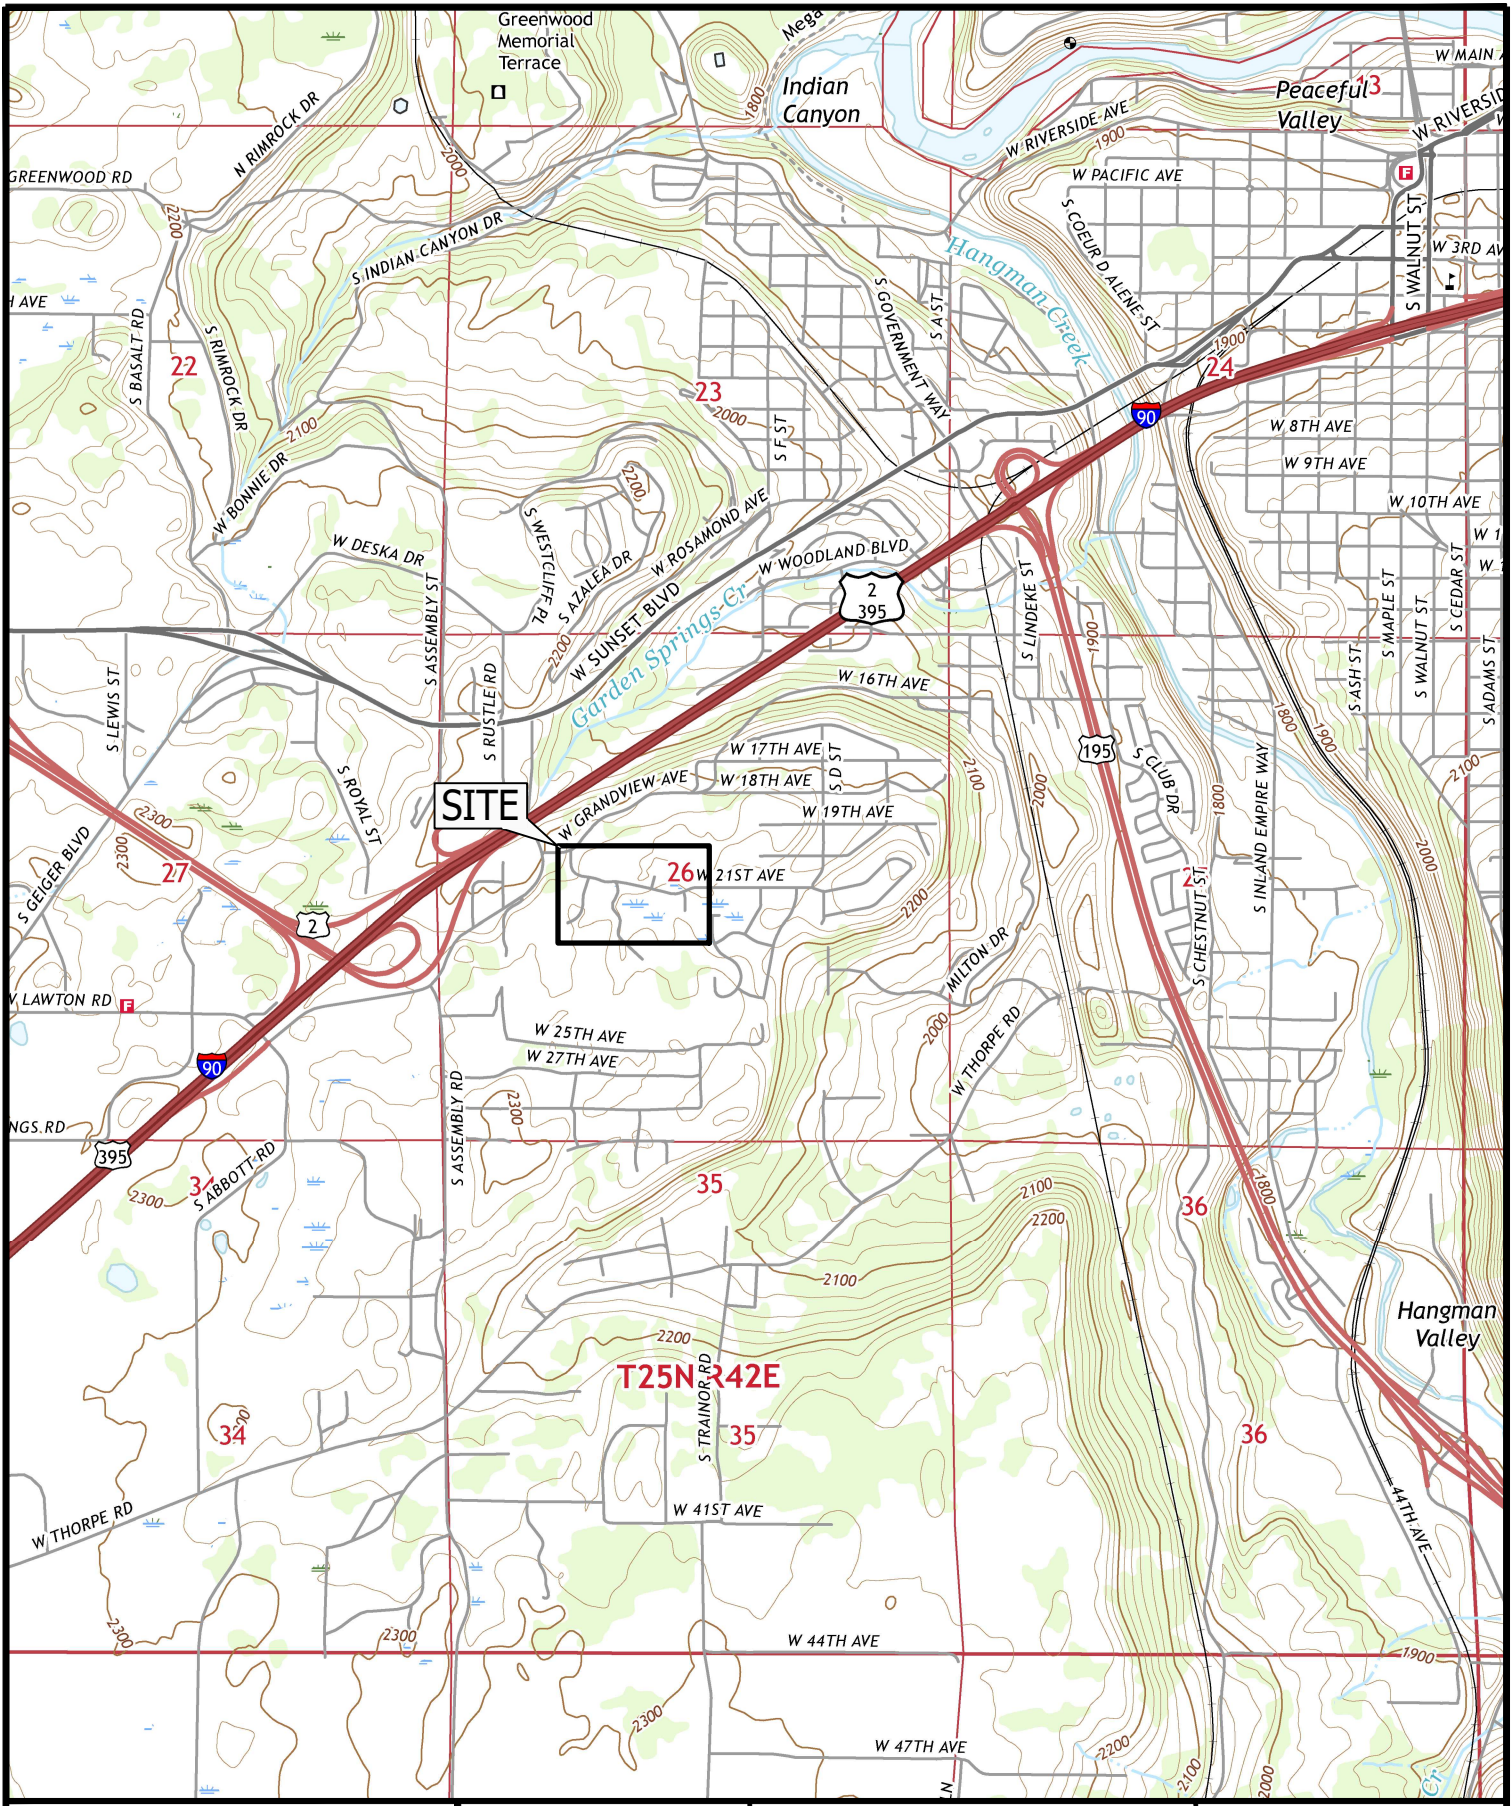 Greenwood
Memorial
Terrace
Mega
Indian
Canyon
1800
Peaceful
Valley
13
W MAIN
W RIVERSID
W RIVERSIDE AVE
1900
W PACIFIC AVE
F
N RIMROCK DR
2000
GREENWOOD RD
2200
S INDIAN CANYON DR
S COEUR D ALENE ST
Hangman Creek
S WALNUT ST
W 3RD AV
H AVE
S BASALT RD
S RIMROCK DR
22
S GOVERNMENT WAY
S A ST
1900
24
23
2000
S F ST
90
2100
W BONNIE DR
W 8TH AVE
W 9TH AVE
W 10TH AVE
W 1
W
2200
S WESTCLIFF PL
S AZALEA DR
W ROSAMOND AVE
W DESKA DR
S ASSEMBLY ST
W WOODLAND BLVD
2
395
W SUNSET BLVD
Garden Springs Cr
2200
S LINDEKE ST
1900
S MAPLE ST
S WALNUT ST
S CEDAR ST
S ASH ST
S ADAMS ST
S LEWIS ST
S RUSTLE RD
W 16TH AVE
W 17TH AVE
S D ST
W 18TH AVE
W 19TH AVE
W GRANDVIEW AVE
2100
2000
195
S CLUB DR
1800
1800
1900
S INLAND EMPIRE WAY
2100
2000
SITE
S ROYAL ST
2300
2300
27
S GEIGER BLVD
2
26
W 21ST AVE
2200
S CHESTNUT ST
MILTON DR
2000
W THORPE RD
W LAWTON RD
F
90
W 25TH AVE
W 27TH AVE
2300
S ASSEMBLY RD
NGS RD
395
S ABBOTT RD
34
2300
35
36
1800
2100
2200
2100
2200
Hangman
Valley
T25N R42E
S TRAINOR RD
34
35
36
W THORPE RD
W 41ST AVE
44TH AVE
2300
2300
W 44TH AVE
1900
2300
W 47TH AVE
2200
2100
2000
LN
Cr